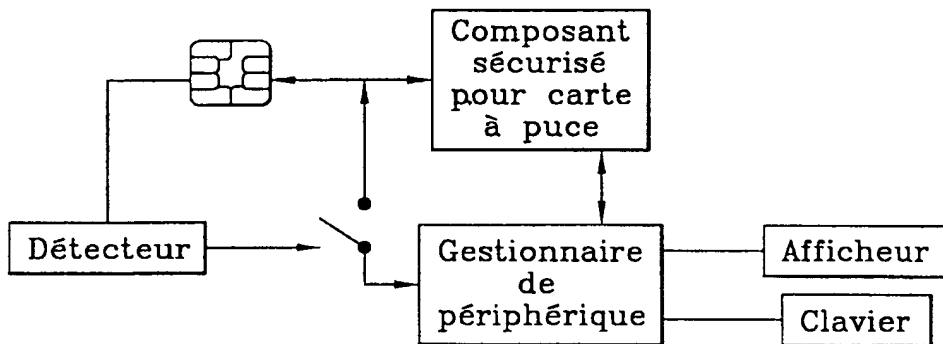 Composant
sécurisé
pour carte
à puce
Détecteur
Gestionnaire
de
périphérique
Afficheur
Clavier